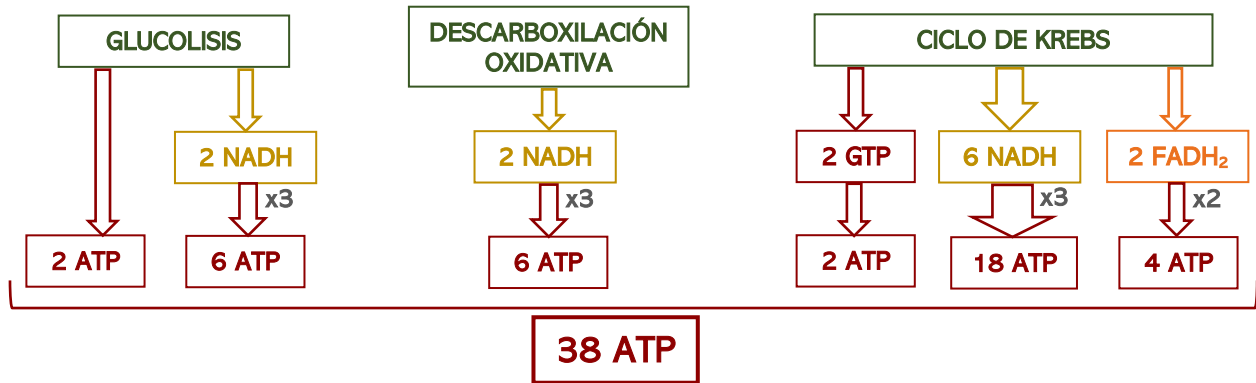 GLUCOLISIS
DESCARBOXILACIÓN
OXIDATIVA
CICLO DE KREBS
2 NADH
2 NADH
2 GTP
6 NADH
2 FADH₂
x3
x3
x3
x2
2 ATP
6 ATP
6 ATP
2 ATP
18 ATP
4 ATP
38 ATP